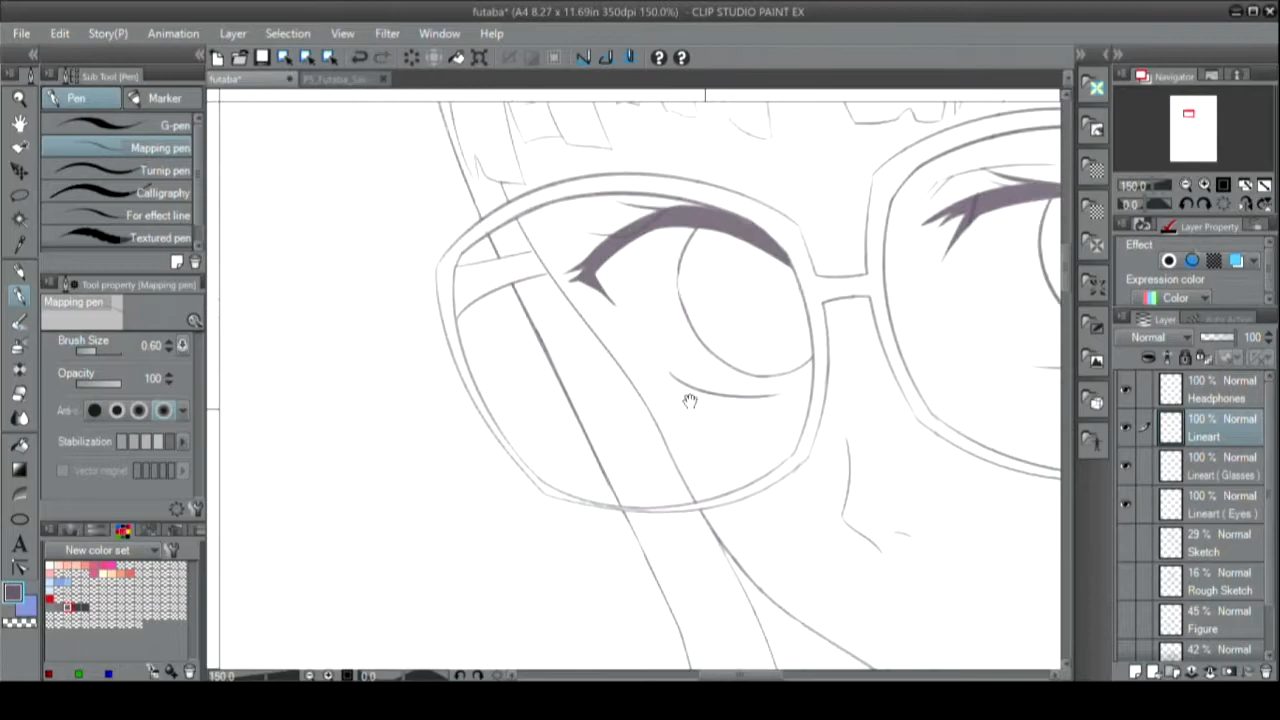 futaba* (A4 8.27 x 11.69in 350dpi 150.0%) - CLIP STUDIO PAINT EX
File Edit Story(P) Animation Layer Selection View Filter Window Help
Sub Tool [Pen]
futaba*
Navigator
Pen Marker
G-pen
Mapping pen
Turnip pen
Calligraphy
For effect line
Textured pen
150.0
0.0
Layer Property
Effect
Expression color
Color
Tool property [Mapping pen]
Mapping pen
Brush Size 0.60
Opacity 100
Stabilization
Vector magnet
New color set
Layer
Normal 100
100 % Normal
Headphones
100 % Normal
Lineart
100 % Normal
Lineart ( Glasses )
100 % Normal
Lineart ( Eyes )
29 % Normal
Sketch
16 % Normal
Rough Sketch
45 % Normal
Figure
42 % Normal
150.0 0.0